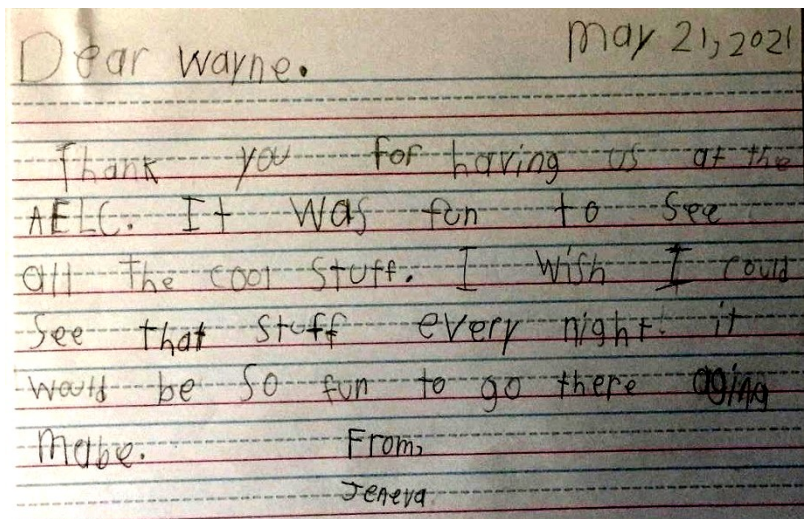 Dear Wayne. May 21, 2021
Thank you for having us at the
AELC. It was fun to see
all the cool stuff. I wish I could
see that stuff every night. it
would be so fun to go there aging
mabe. From,
Jeneva